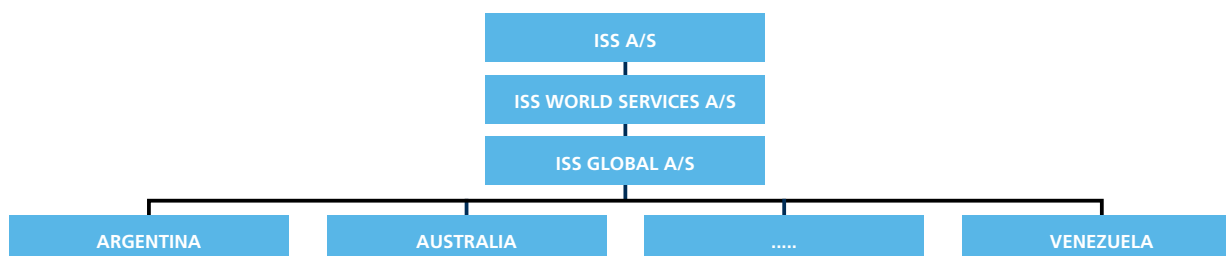 ISS A/S
ISS WORLD SERVICES A/S
ISS GLOBAL A/S
ARGENTINA
AUSTRALIA
.....
VENEZUELA